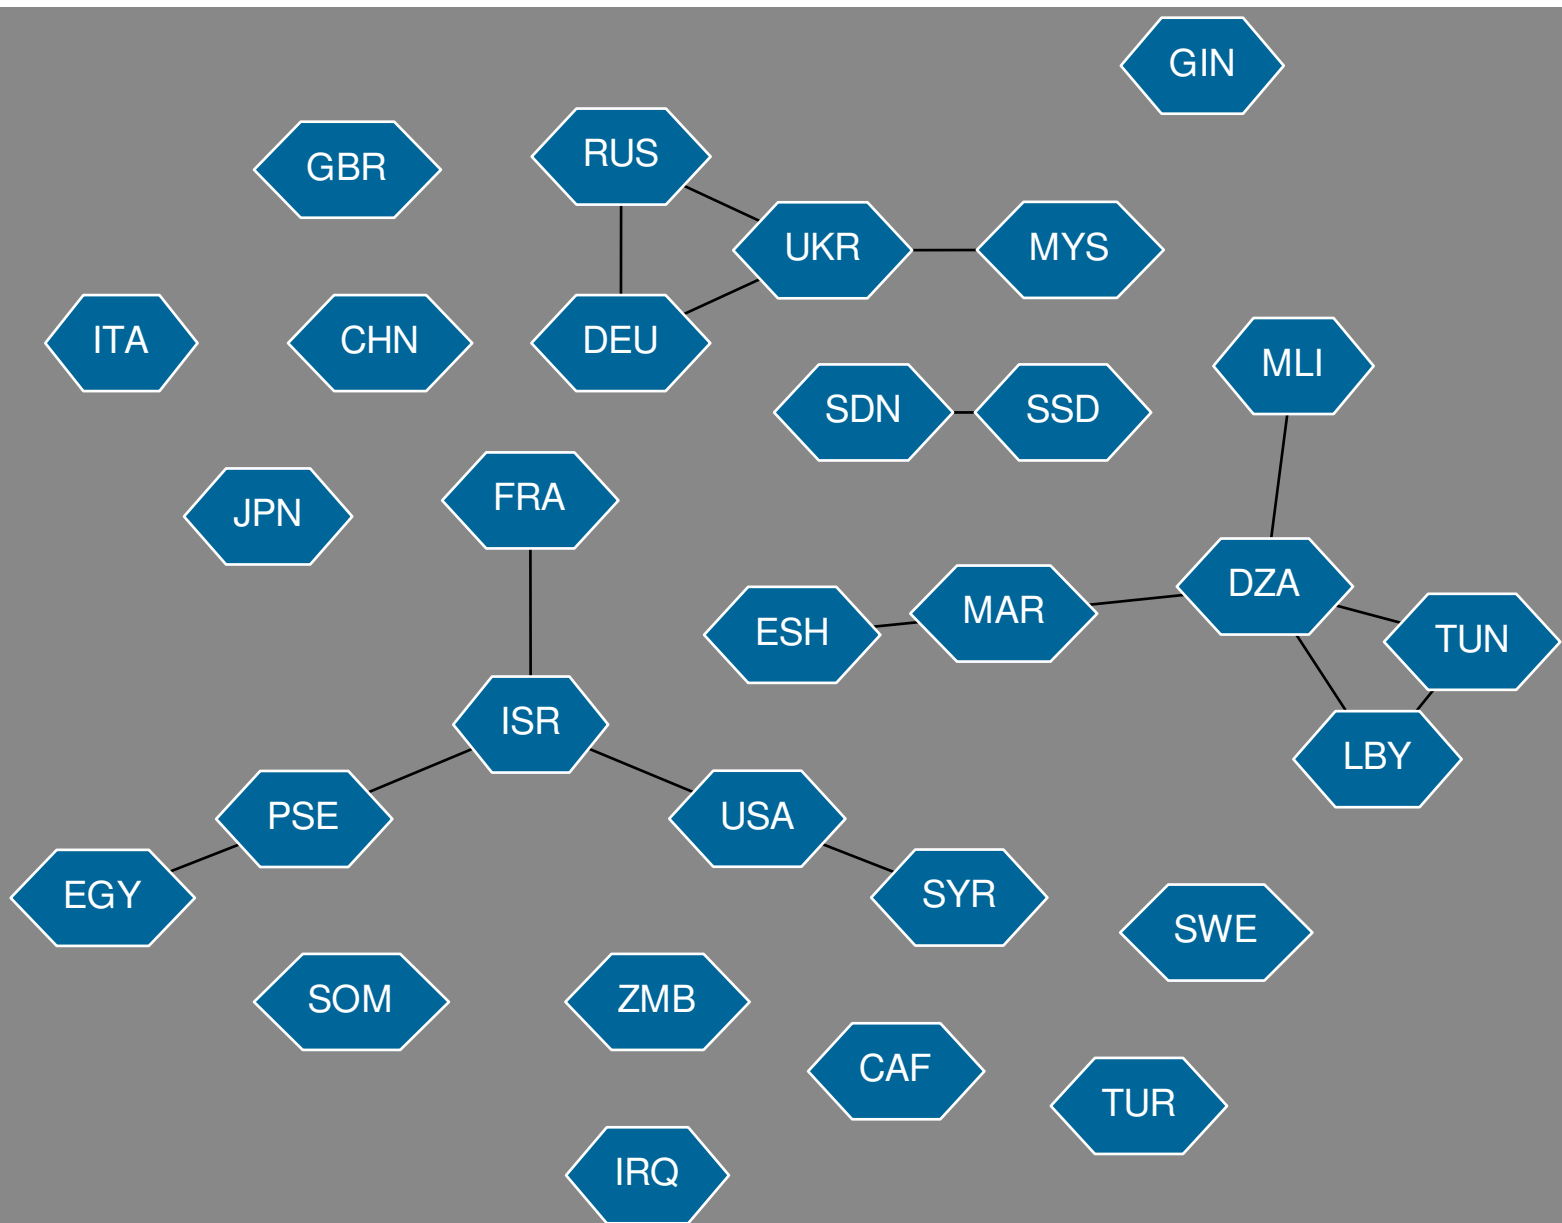 GIN
RUS
GBR
UKR
MYS
ITA
CHN
DEU
MLI
SDN
SSD
FRA
JPN
DZA
MAR
ESH
TUN
ISR
LBY
PSE
USA
EGY
SYR
SWE
SOM
ZMB
CAF
TUR
IRQ